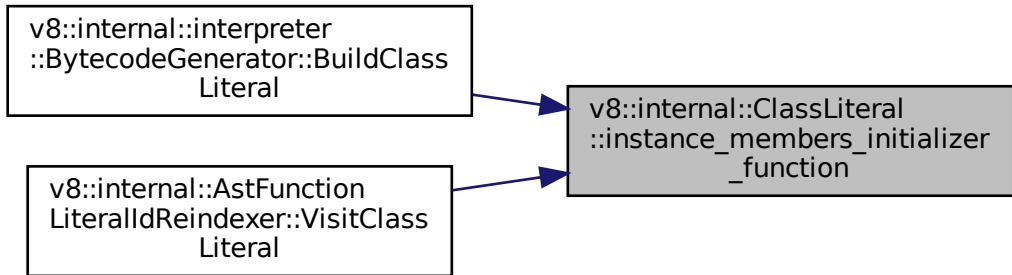 v8::internal::interpreter
::BytecodeGenerator::BuildClass
Literal
v8::internal::ClassLiteral
::instance_members_initializer
_function
v8::internal::AstFunction
LiteralIdReindexer::VisitClass
Literal